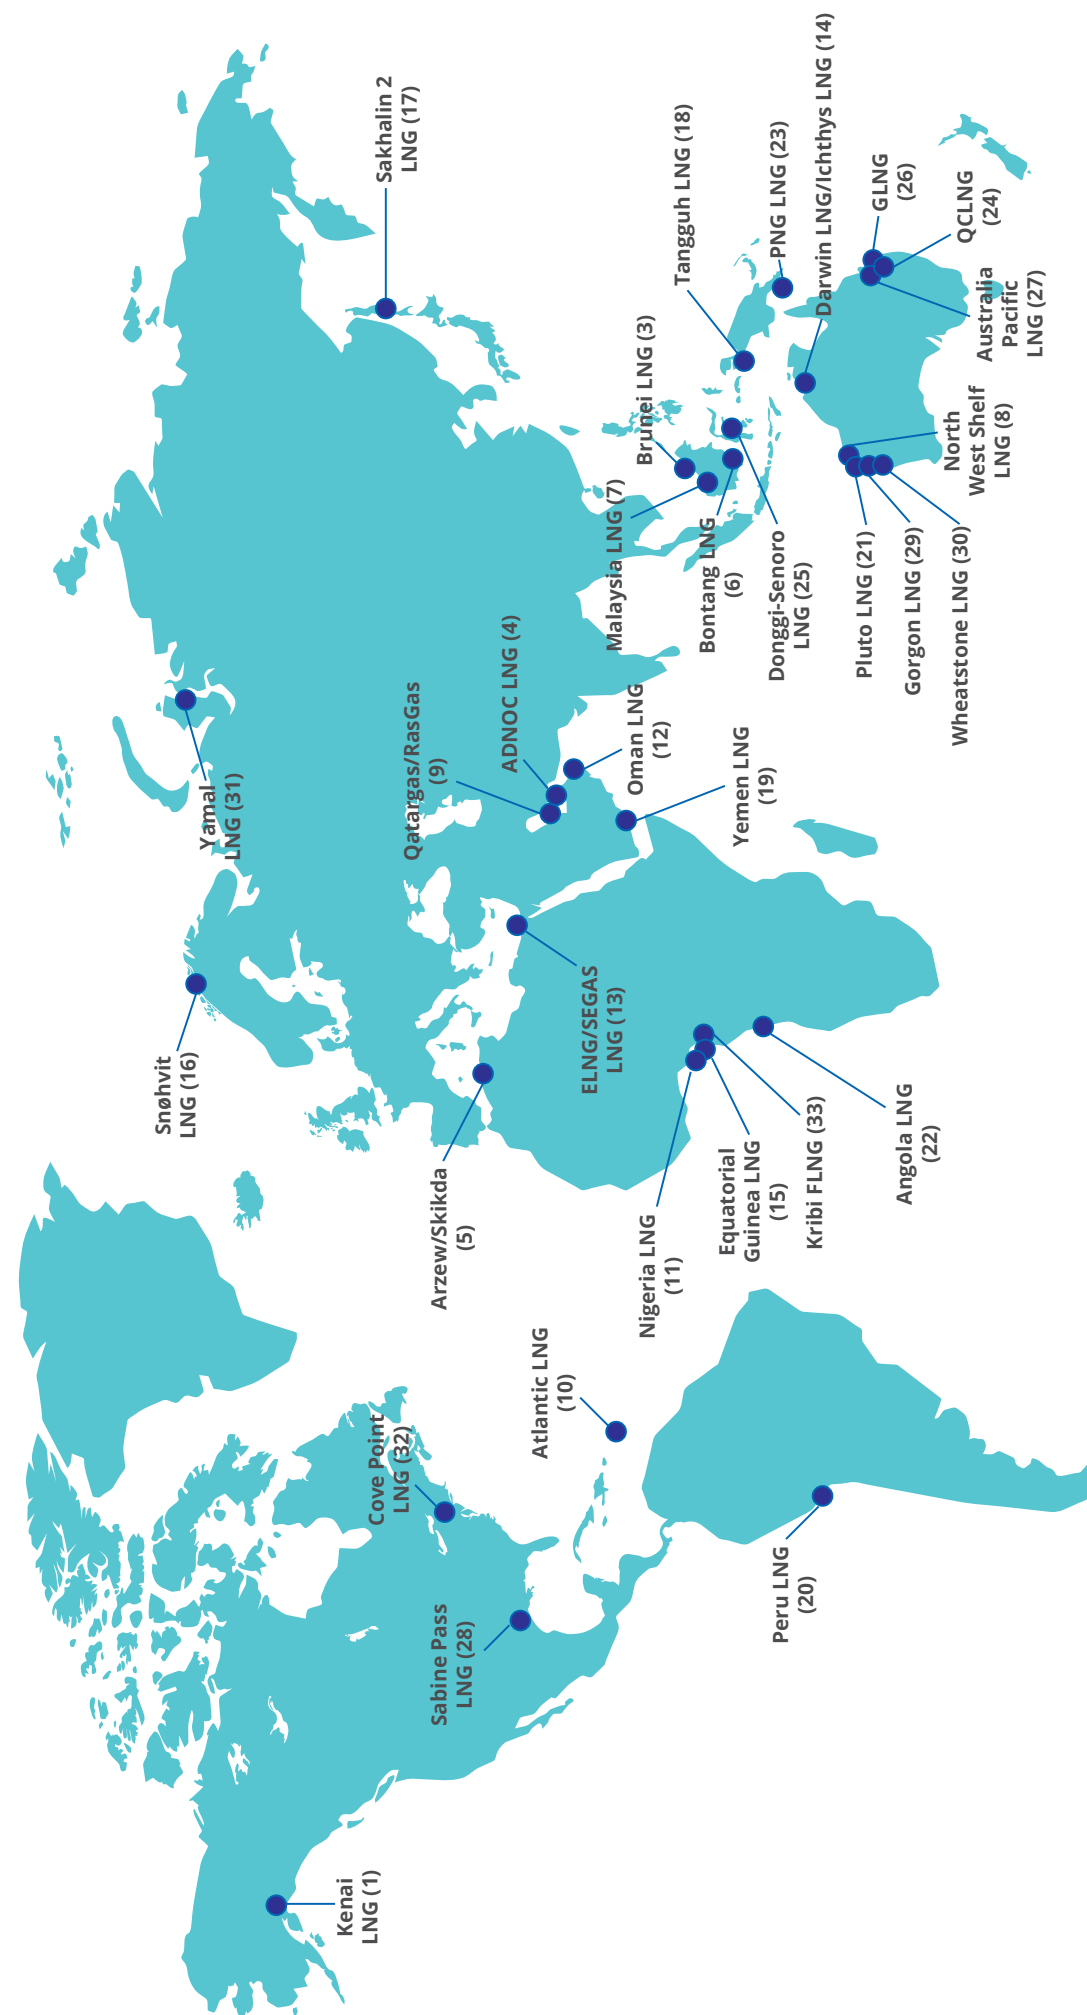 Kenai
LNG (1)
Sabine Pass
LNG (28)
Cove Point
LNG (32)
Peru LNG
(20)
Atlantic LNG
(10)
Snøhvit
LNG (16)
Arzew/Skikda
(5)
Nigeria LNG
(11)
Equatorial
Guinea LNG
(15)
Kribi FLNG (33)
Angola LNG
(22)
ELNG/SEGAS
LNG (13)
Yamal
LNG (31)
Qatargas/RasGas
(9)
ADNOC LNG (4)
Oman LNG
(12)
Yemen LNG
(19)
Sakhalin 2
LNG (17)
Malaysia LNG (7)
Brunei LNG (3)
Bontang LNG
(6)
Donggi-Senoro
LNG (25)
Tangguh LNG (18)
PNG LNG (23)
Darwin LNG/Ichthys LNG (14)
GLNG
(26)
QCLNG
(24)
Australia
Pacific
LNG (27)
North
West Shelf
LNG (8)
Pluto LNG (21)
Gorgon LNG (29)
Wheatstone LNG (30)